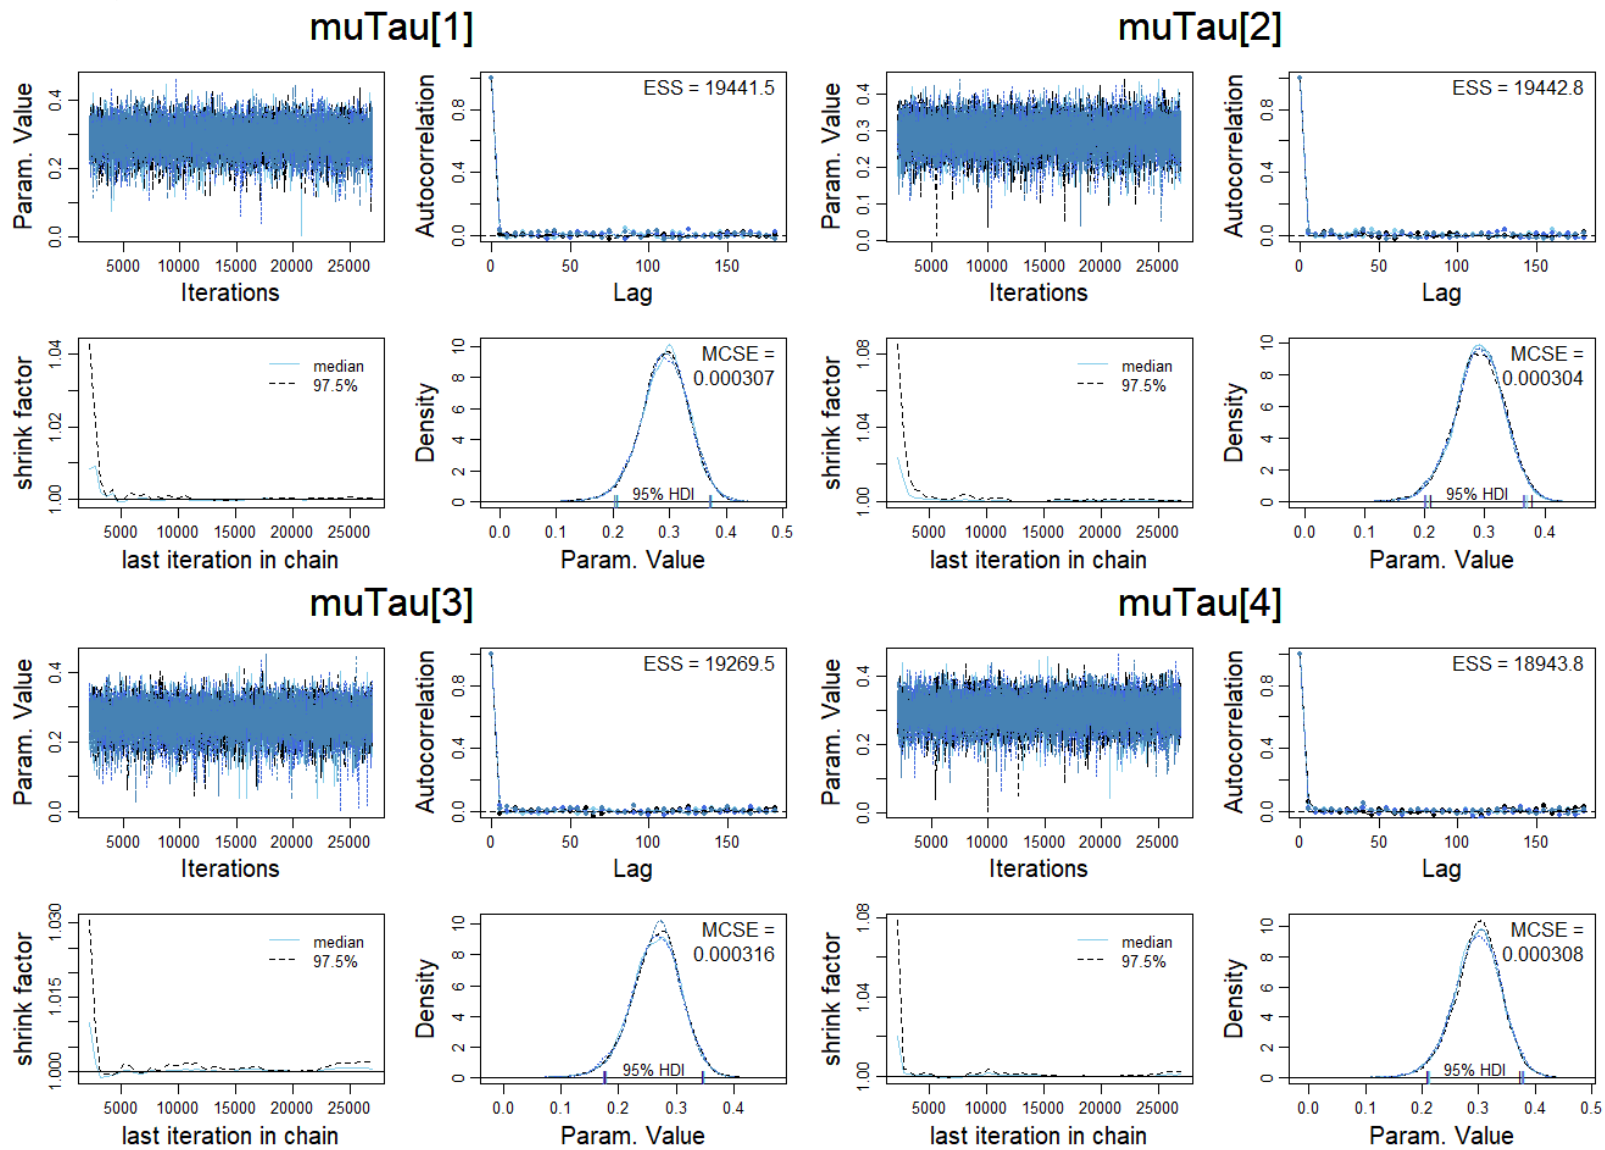 muTau[1]
Param. Value
0.0 0.2 0.4
5000 10000 15000 20000 25000
Iterations
Autocorrelation
0.0 0.4 0.8
ESS = 19441.5
0 50 100 150
Lag
shrink factor
1.00 1.02 1.04
median
97.5%
5000 10000 15000 20000 25000
last iteration in chain
Density
0 2 4 6 8 10
MCSE =
0.000307
95% HDI
0.0 0.1 0.2 0.3 0.4 0.5
Param. Value
muTau[2]
Param. Value
0.0 0.1 0.2 0.3 0.4
5000 10000 15000 20000 25000
Iterations
Autocorrelation
0.0 0.4 0.8
ESS = 19442.8
0 50 100 150
Lag
shrink factor
1.00 1.04 1.08
median
97.5%
5000 10000 15000 20000 25000
last iteration in chain
Density
0 2 4 6 8 10
MCSE =
0.000304
95% HDI
0.0 0.1 0.2 0.3 0.4
Param. Value
muTau[3]
Param. Value
0.0 0.2 0.4
5000 10000 15000 20000 25000
Iterations
Autocorrelation
0.0 0.4 0.8
ESS = 19269.5
0 50 100 150
Lag
shrink factor
1.000 1.015 1.030
median
97.5%
5000 10000 15000 20000 25000
last iteration in chain
Density
0 2 4 6 8 10
MCSE =
0.000316
95% HDI
0.0 0.1 0.2 0.3 0.4
Param. Value
muTau[4]
Param. Value
0.0 0.2 0.4
5000 10000 15000 20000 25000
Iterations
Autocorrelation
0.0 0.4 0.8
ESS = 18943.8
0 50 100 150
Lag
shrink factor
1.00 1.04 1.08
median
97.5%
5000 10000 15000 20000 25000
last iteration in chain
Density
0 2 4 6 8 10
MCSE =
0.000308
95% HDI
0.0 0.1 0.2 0.3 0.4 0.5
Param. Value